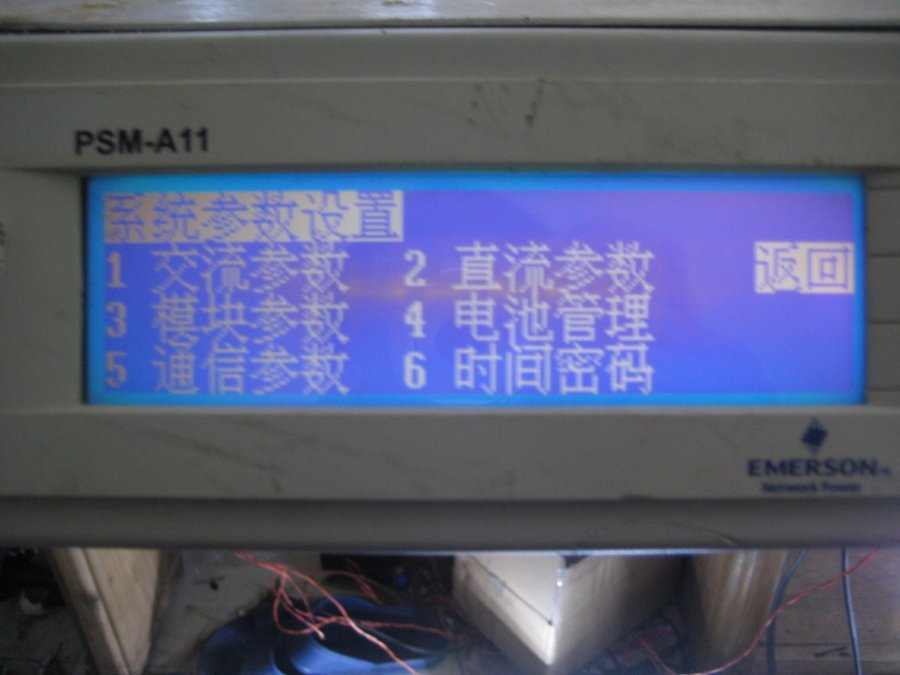 PSM-A11
系统参数设置
1 交流参数 2 直流参数 返回
3 模块参数 4 电池管理
5 通信参数 6 时间密码
EMERSON™
Network Power